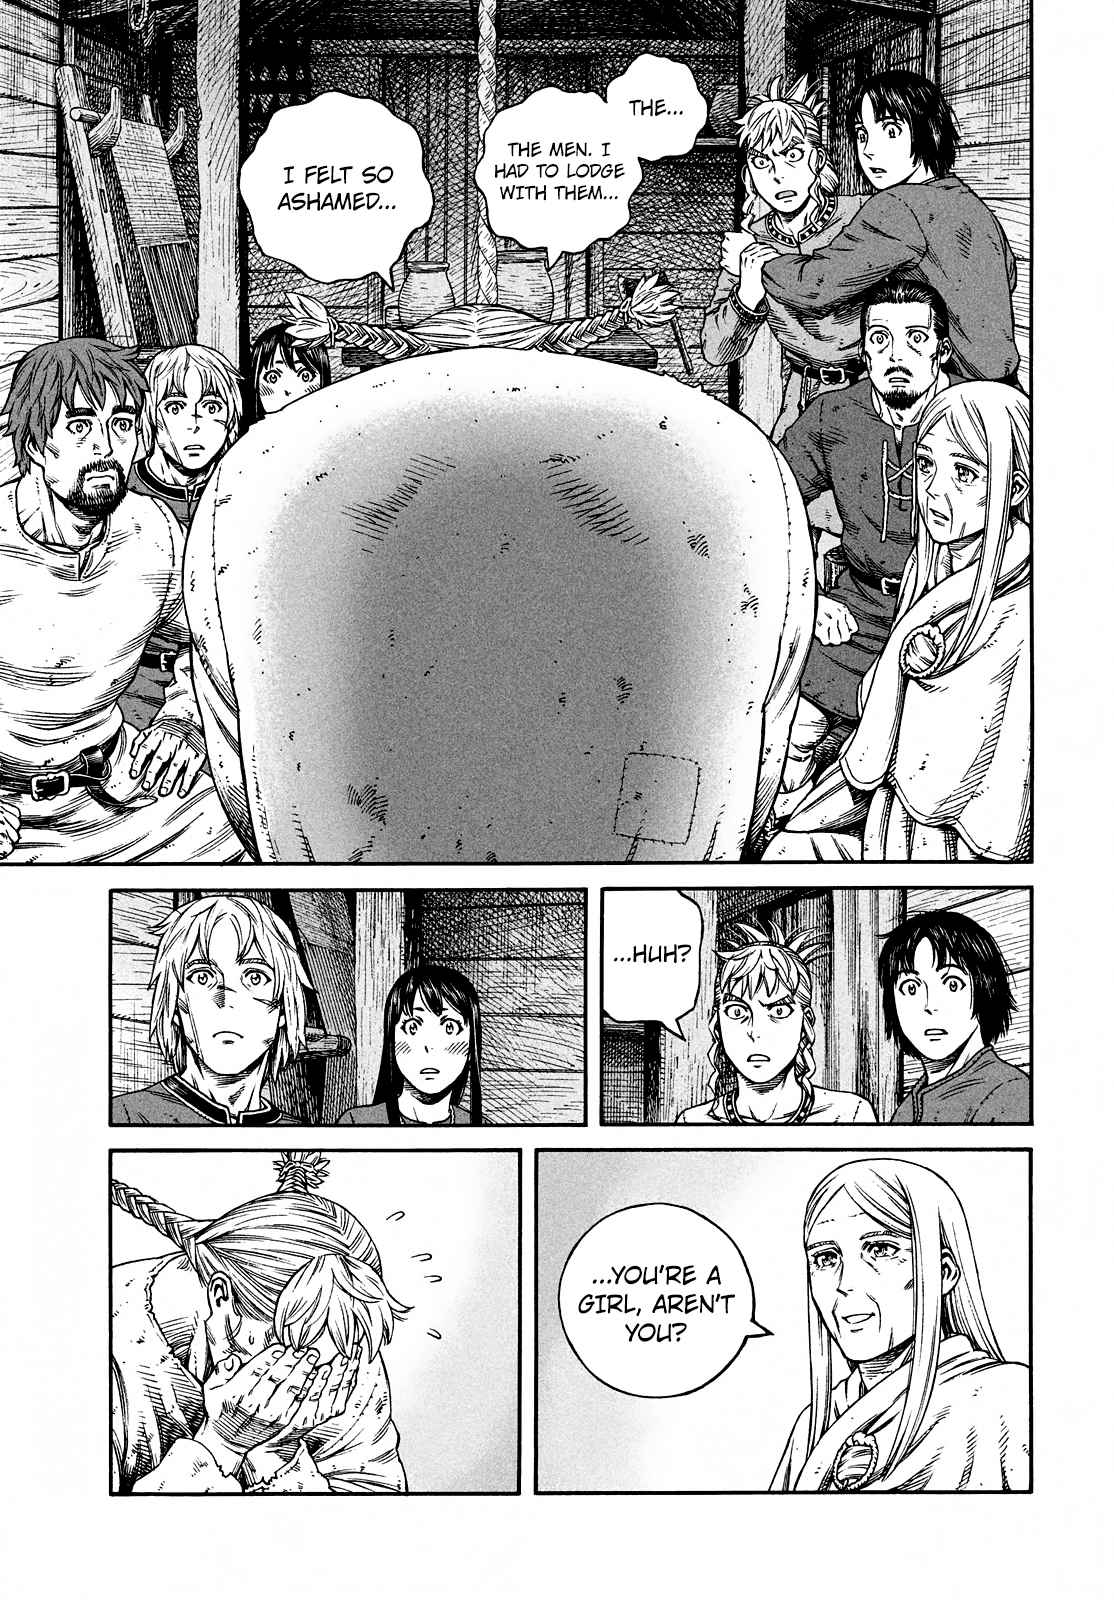 THE...
THE MEN. I
HAD TO LODGE
WITH THEM...
I FELT SO
ASHAMED...
...HUH?
...YOU'RE A
GIRL, AREN'T
YOU?